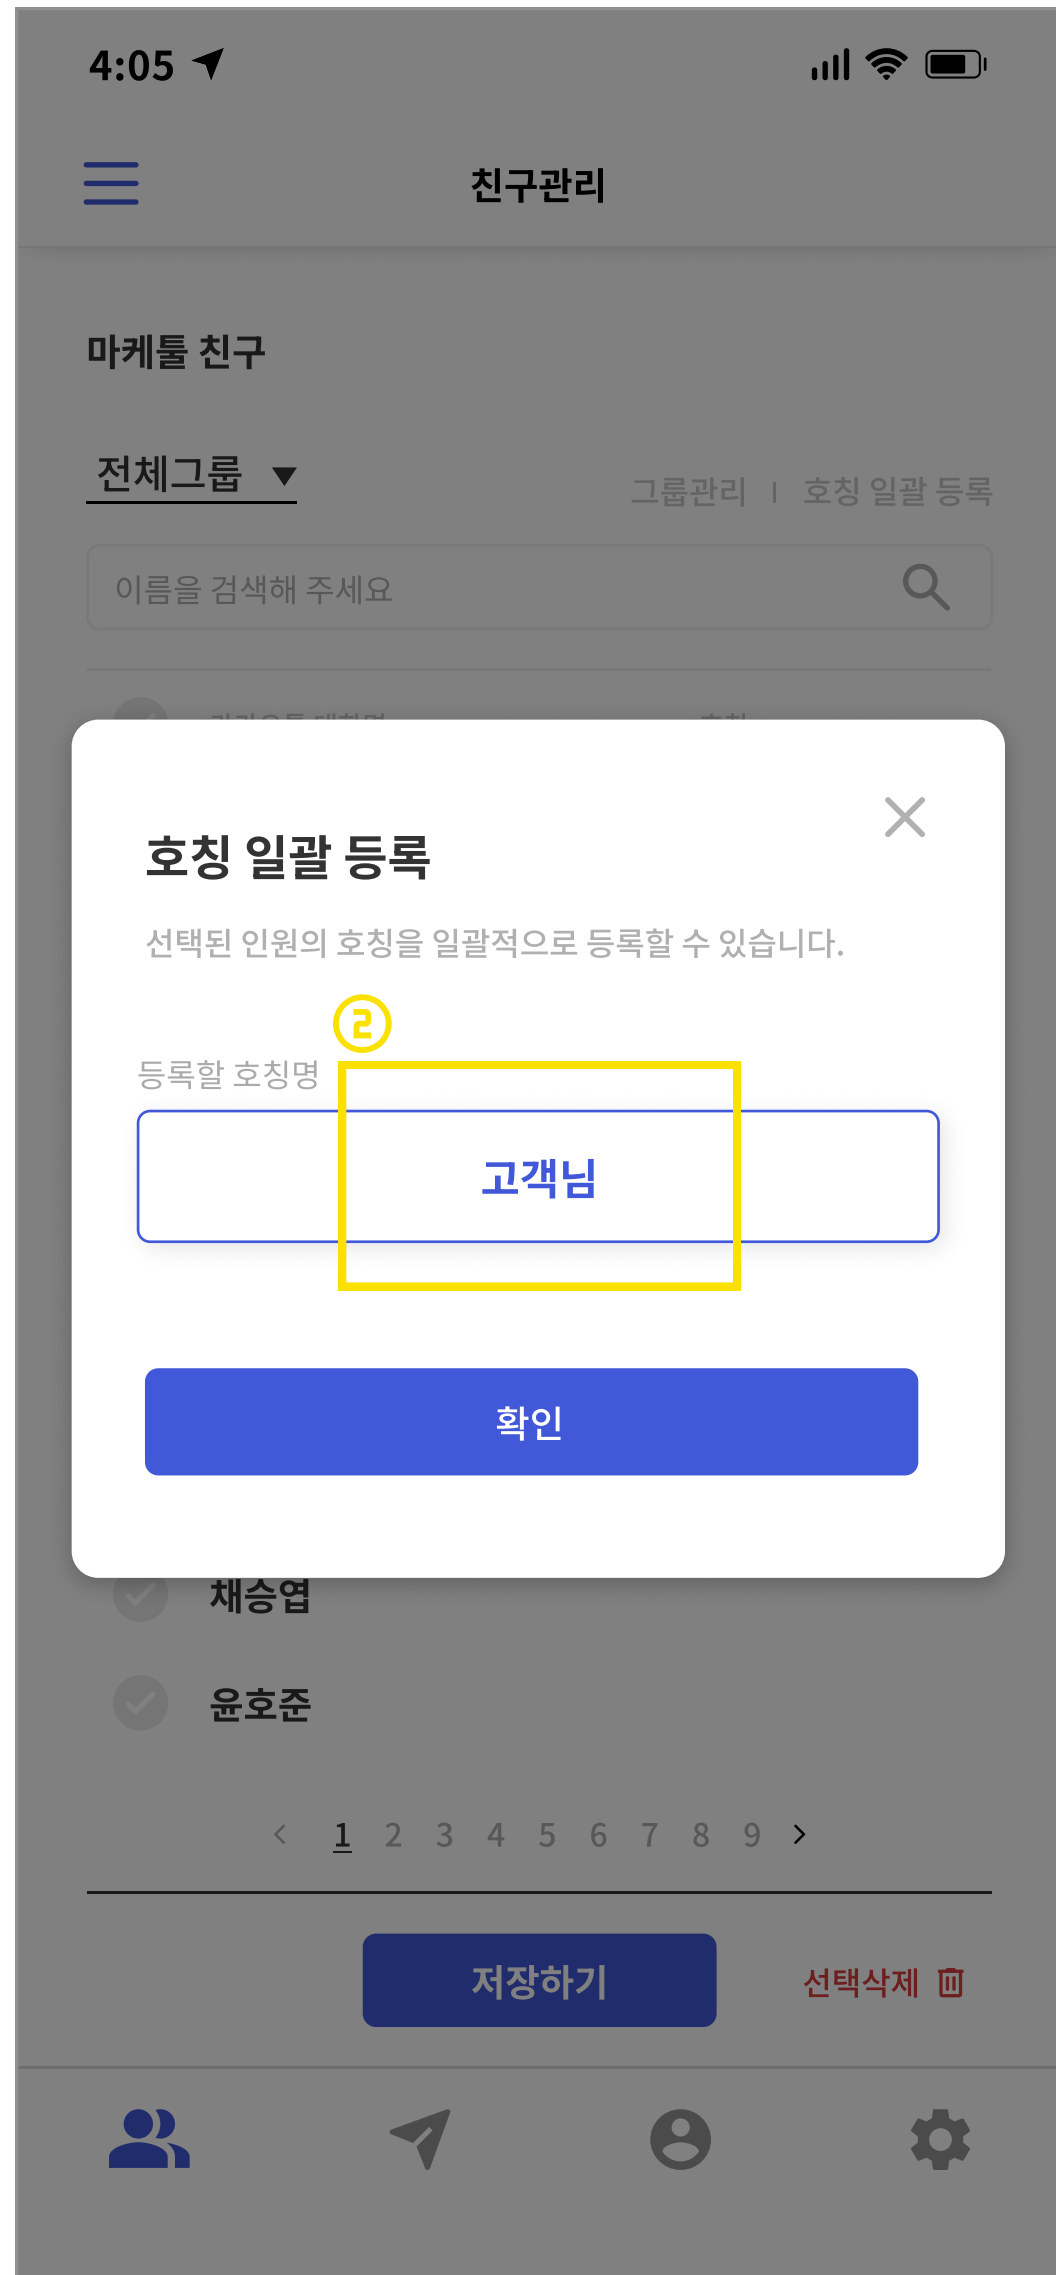 4:05
친구관리
마케툴 친구
전체그룹 ▼
그룹관리 | 호칭 일괄 등록
이름을 검색해 주세요
호칭 일괄 등록
선택된 인원의 호칭을 일괄적으로 등록할 수 있습니다.
2
등록할 호칭명
고객님
확인
채승엽
윤호준
< 1 2 3 4 5 6 7 8 9 >
저장하기 선택삭제